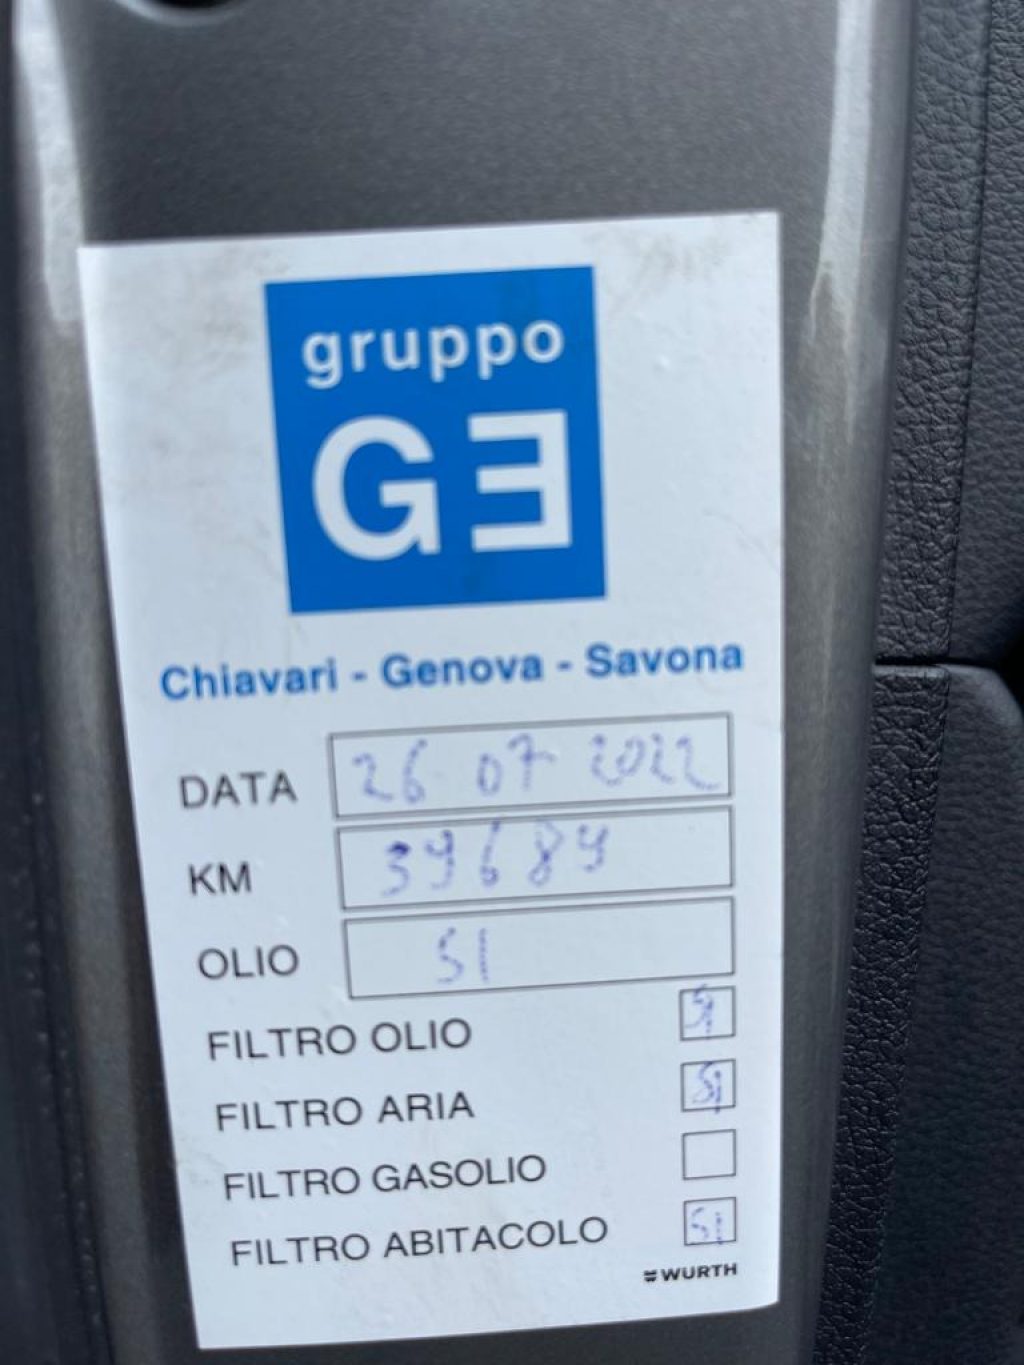 gruppo
GE
Chiavari - Genova - Savona
DATA 26 07 2022
KM 39689
OLIO SI
FILTRO OLIO SI
FILTRO ARIA SI
FILTRO GASOLIO
FILTRO ABITACOLO SI
WURTH